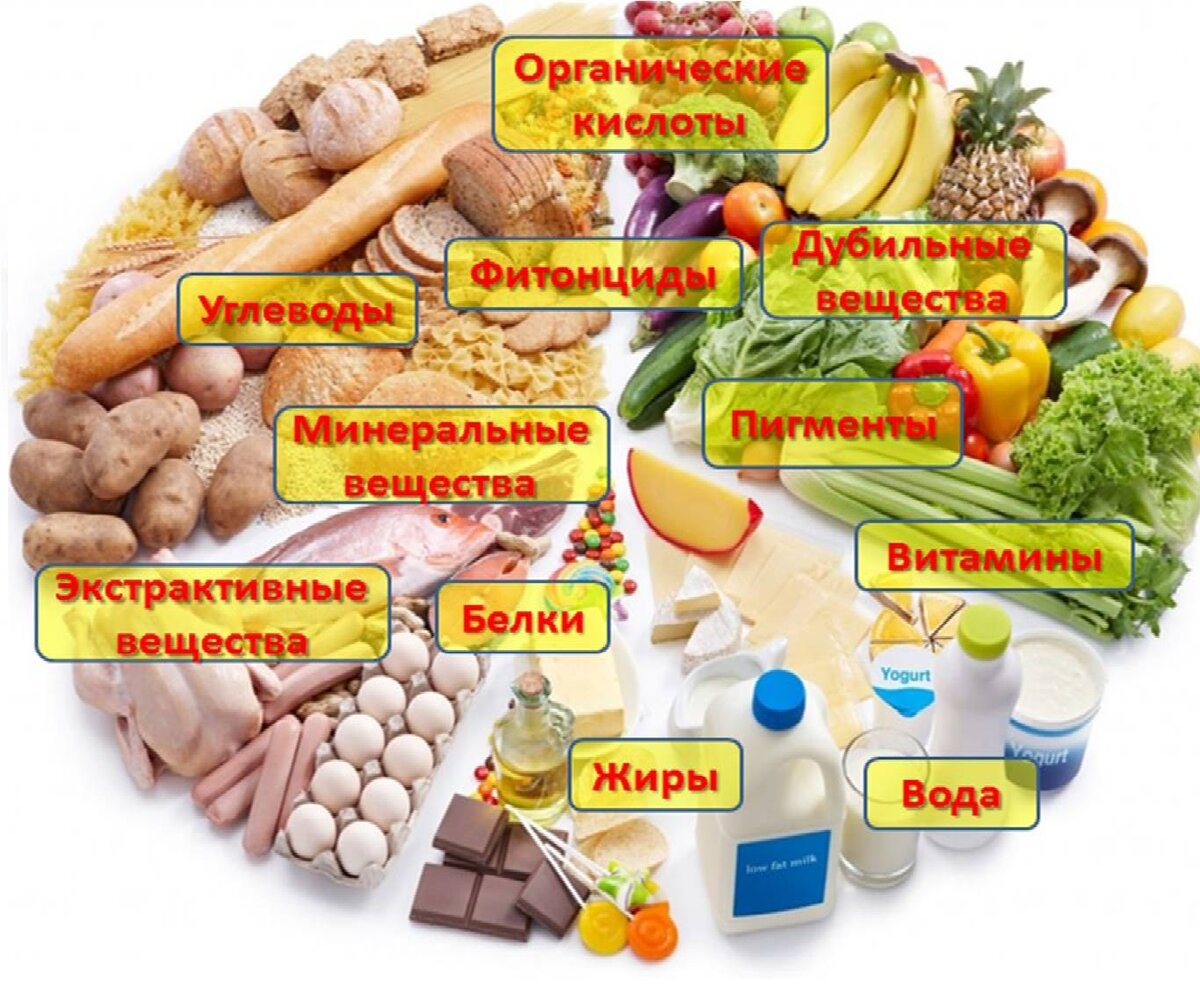 Органические
кислоты
Дубильные
вещества
Фитонциды
Углеводы
Пигменты
Минеральные
вещества
Витамины
Экстрактивные
вещества
Белки
Yogurt
Yogurt
Жиры
Вода
low fat milk